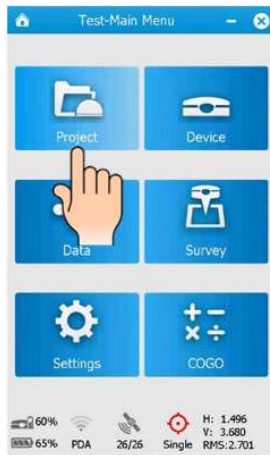 Test-Main Menu
Project
Device
Data
Survey
Settings
COGO
60%
65%
PDA
26/26
Single
H: 1.496
V: 3.680
RMS:2.701